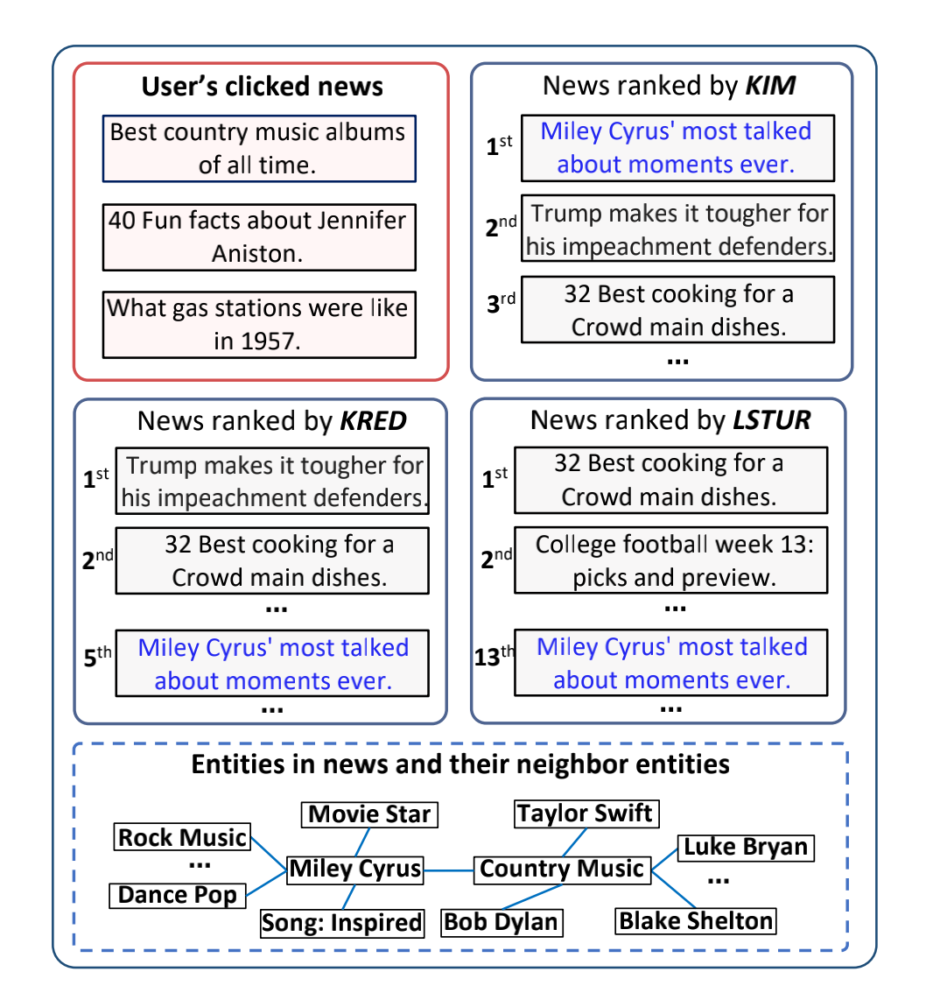 User's clicked news
Best country music albums
of all time.
40 Fun facts about Jennifer
Aniston.
What gas stations were like
in 1957.
News ranked by KIM
1st
Miley Cyrus' most talked
about moments ever.
2nd
Trump makes it tougher for
his impeachment defenders.
3rd
32 Best cooking for a
Crowd main dishes.
...
News ranked by KRED
1st
Trump makes it tougher for
his impeachment defenders.
2nd
32 Best cooking for a
Crowd main dishes.
...
5th
Miley Cyrus' most talked
about moments ever.
...
News ranked by LSTUR
1st
32 Best cooking for a
Crowd main dishes.
2nd
College football week 13:
picks and preview.
...
13th
Miley Cyrus' most talked
about moments ever.
...
Entities in news and their neighbor entities
Movie Star
Taylor Swift
Rock Music
Luke Bryan
...
Miley Cyrus
Country Music
...
Dance Pop
Song: Inspired
Bob Dylan
Blake Shelton